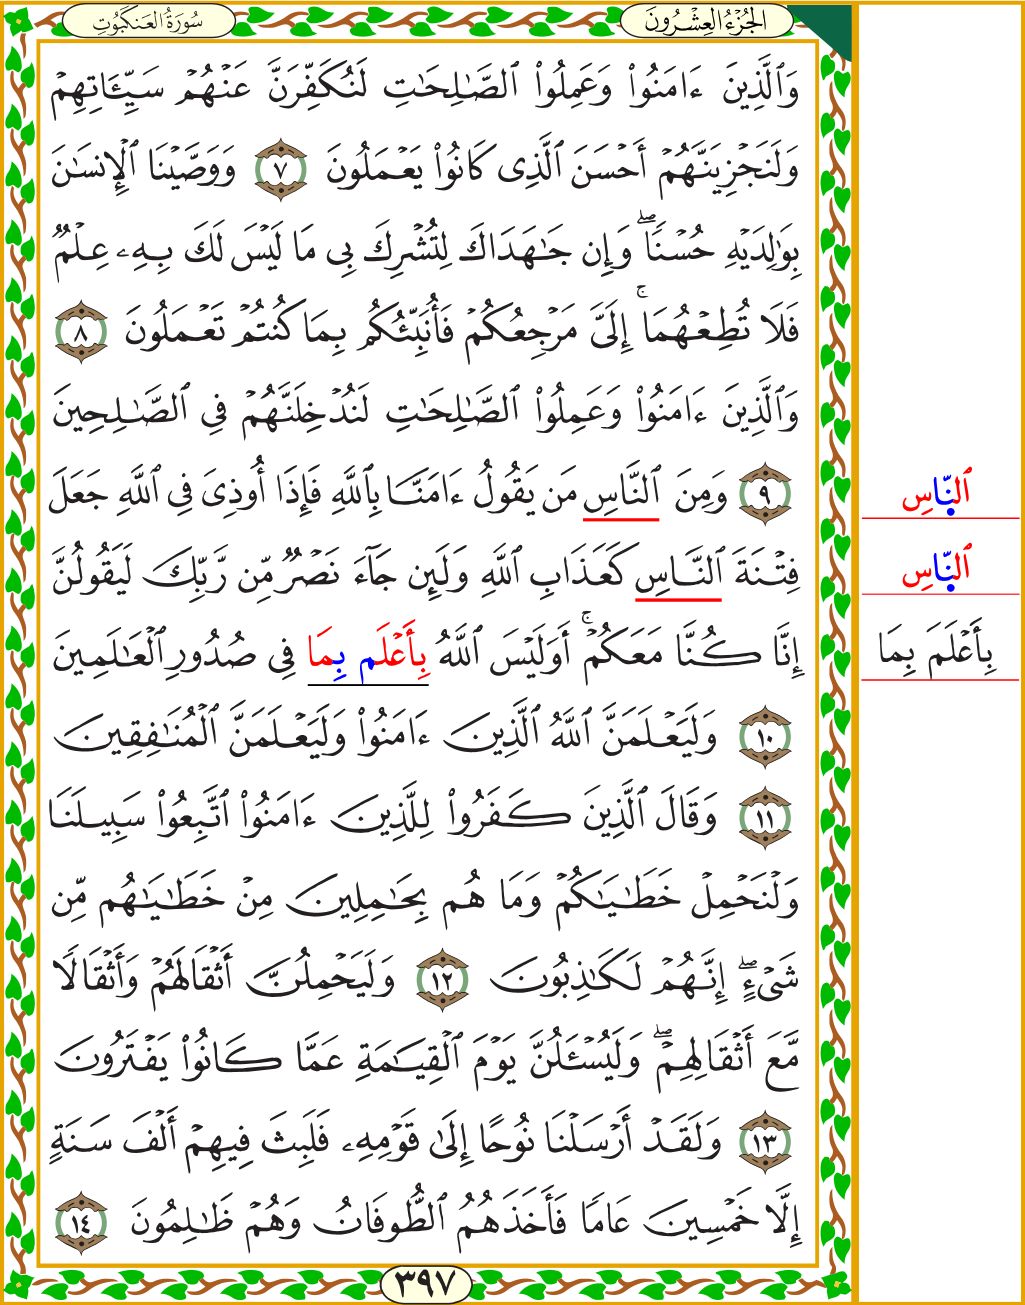 الجُزْءُ العِشْرُونَ
سُورَةُ العَنكَبُوتِ
وَٱلَّذِينَ ءَامَنُوا۟ وَعَمِلُوا۟ ٱلصَّٰلِحَٰتِ لَنُكَفِّرَنَّ عَنْهُمْ سَيِّـَٔاتِهِمْ
وَلَنَجْزِيَنَّهُمْ أَحْسَنَ ٱلَّذِى كَانُوا۟ يَعْمَلُونَ ٧ وَوَصَّيْنَا ٱلْإِنسَٰنَ
بِوَٰلِدَيْهِ حُسْنًا ۖ وَإِن جَٰهَدَاكَ لِتُشْرِكَ بِى مَا لَيْسَ لَكَ بِهِۦ عِلْمٌ
فَلَا تُطِعْهُمَا ۚ إِلَىَّ مَرْجِعُكُمْ فَأُنَبِّئُكُم بِمَا كُنتُمْ تَعْمَلُونَ ٨
وَٱلَّذِينَ ءَامَنُوا۟ وَعَمِلُوا۟ ٱلصَّٰلِحَٰتِ لَنُدْخِلَنَّهُمْ فِى ٱلصَّٰلِحِينَ
٩ وَمِنَ ٱلنَّاسِ مَن يَقُولُ ءَامَنَّا بِٱللَّهِ فَإِذَآ أُوذِىَ فِى ٱللَّهِ جَعَلَ
فِتْنَةَ ٱلنَّاسِ كَعَذَابِ ٱللَّهِ وَلَئِن جَآءَ نَصْرٌ مِّن رَّبِّكَ لَيَقُولُنَّ
إِنَّا كُنَّا مَعَكُمْ ۚ أَوَلَيْسَ ٱللَّهُ بِأَعْلَم بِمَا فِى صُدُورِ ٱلْعَٰلَمِينَ
١٠ وَلَيَعْلَمَنَّ ٱللَّهُ ٱلَّذِينَ ءَامَنُوا۟ وَلَيَعْلَمَنَّ ٱلْمُنَٰفِقِينَ
١١ وَقَالَ ٱلَّذِينَ كَفَرُوا۟ لِلَّذِينَ ءَامَنُوا۟ ٱتَّبِعُوا۟ سَبِيلَنَا
وَلْنَحْمِلْ خَطَٰيَٰكُمْ وَمَا هُم بِحَٰمِلِينَ مِنْ خَطَٰيَٰهُم مِّن
شَىْءٍ ۖ إِنَّهُمْ لَكَٰذِبُونَ ١٢ وَلَيَحْمِلُنَّ أَثْقَالَهُمْ وَأَثْقَالًا
مَّعَ أَثْقَالِهِمْ ۖ وَلَيُسْـَٔلُنَّ يَوْمَ ٱلْقِيَٰمَةِ عَمَّا كَانُوا۟ يَفْتَرُونَ
١٣ وَلَقَدْ أَرْسَلْنَا نُوحًا إِلَىٰ قَوْمِهِۦ فَلَبِثَ فِيهِمْ أَلْفَ سَنَةٍ
إِلَّا خَمْسِينَ عَامًا فَأَخَذَهُمُ ٱلطُّوفَانُ وَهُمْ ظَٰلِمُونَ ١٤
٣٩٧
ٱلنَّاسِ
ٱلنَّاسِ
بِأَعْلَمَ بِمَا